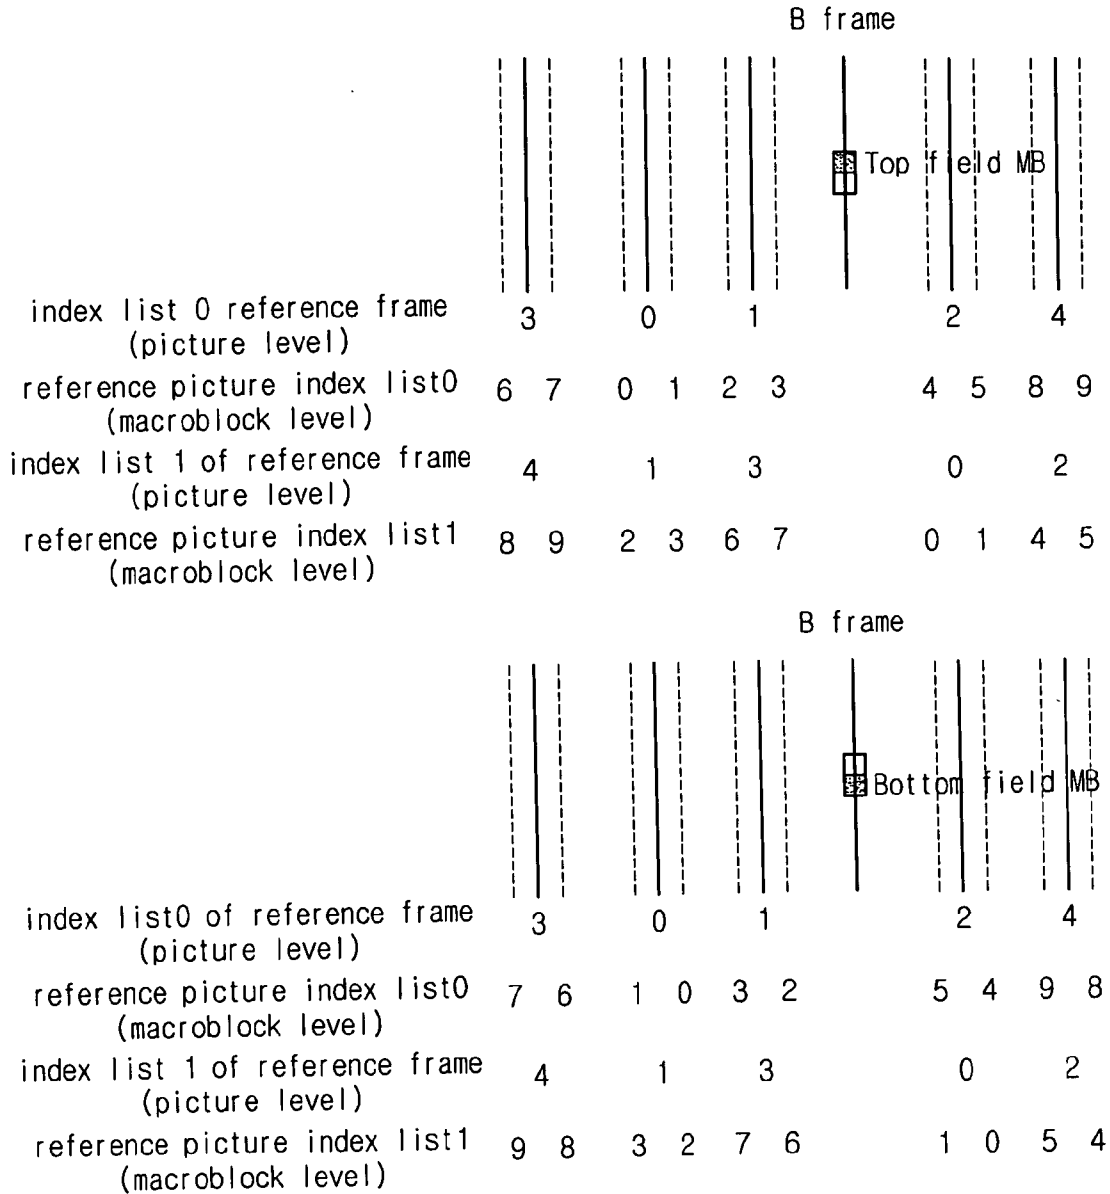 B frame
Top field MB
index list 0 reference frame 3 0 1 2 4
(picture level)
reference picture index list0 6 7 0 1 2 3 4 5 8 9
(macroblock level)
index list 1 of reference frame 4 1 3 0 2
(picture level)
reference picture index list1 8 9 2 3 6 7 0 1 4 5
(macroblock level)
B frame
Bottom field MB
index list0 of reference frame 3 0 1 2 4
(picture level)
reference picture index list0 7 6 1 0 3 2 5 4 9 8
(macroblock level)
index list 1 of reference frame 4 1 3 0 2
(picture level)
reference picture index list1 9 8 3 2 7 6 1 0 5 4
(macroblock level)